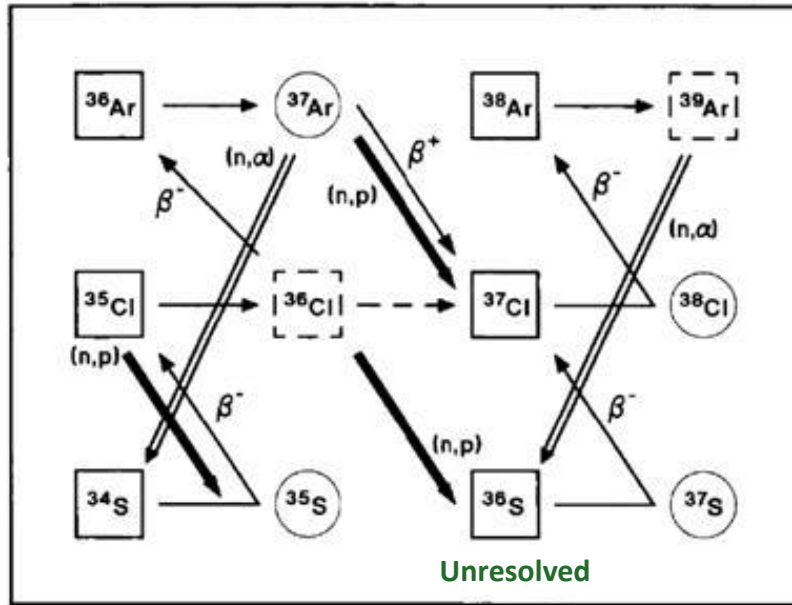 ³⁶Ar ³⁷Ar ³⁸Ar ³⁹Ar
(n,α) β⁺
β⁻ (n,p) β⁻ (n,α)
³⁵Cl ³⁶Cl ³⁷Cl ³⁸Cl
(n,p)
β⁻ (n,p) β⁻
³⁴S ³⁵S ³⁶S ³⁷S
Unresolved